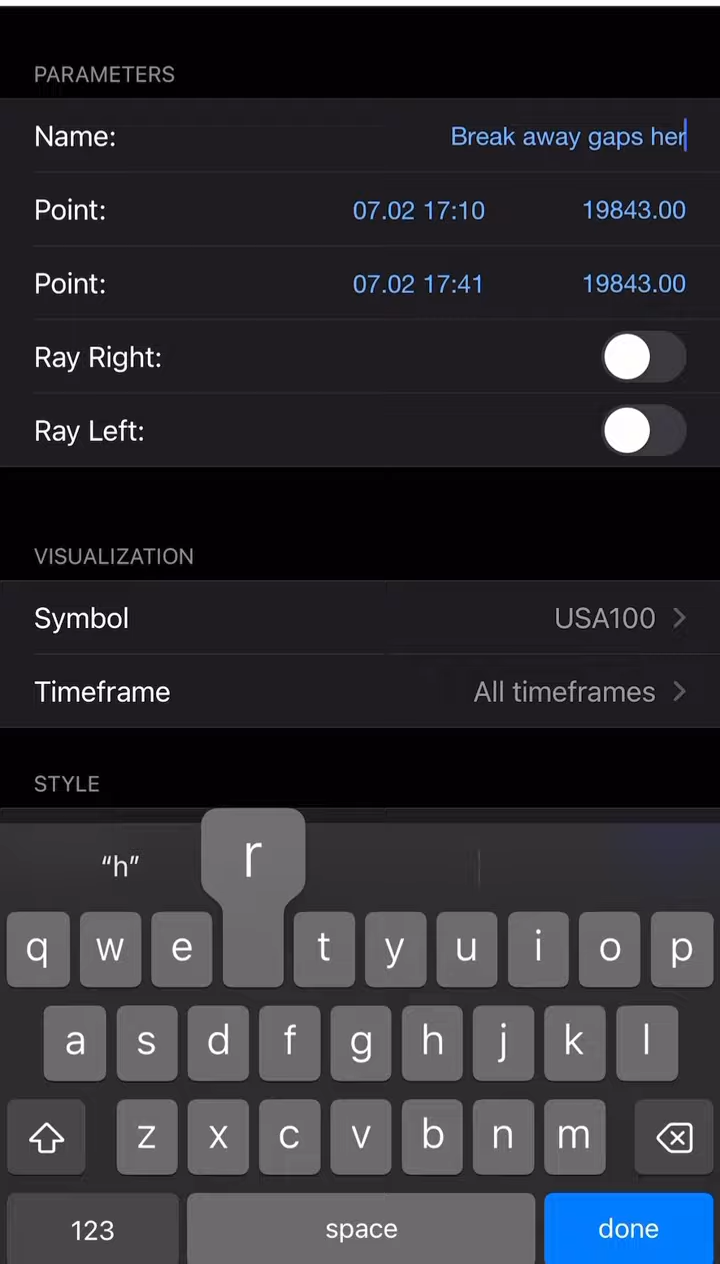 PARAMETERS
Name: Break away gaps her
Point: 07.02 17:10 19843.00
Point: 07.02 17:41 19843.00
Ray Right:
Ray Left:
VISUALIZATION
Symbol USA100
Timeframe All timeframes
STYLE
“h” r
q w e t y u i o p
a s d f g h j k l
z x c v b n m
123 space done